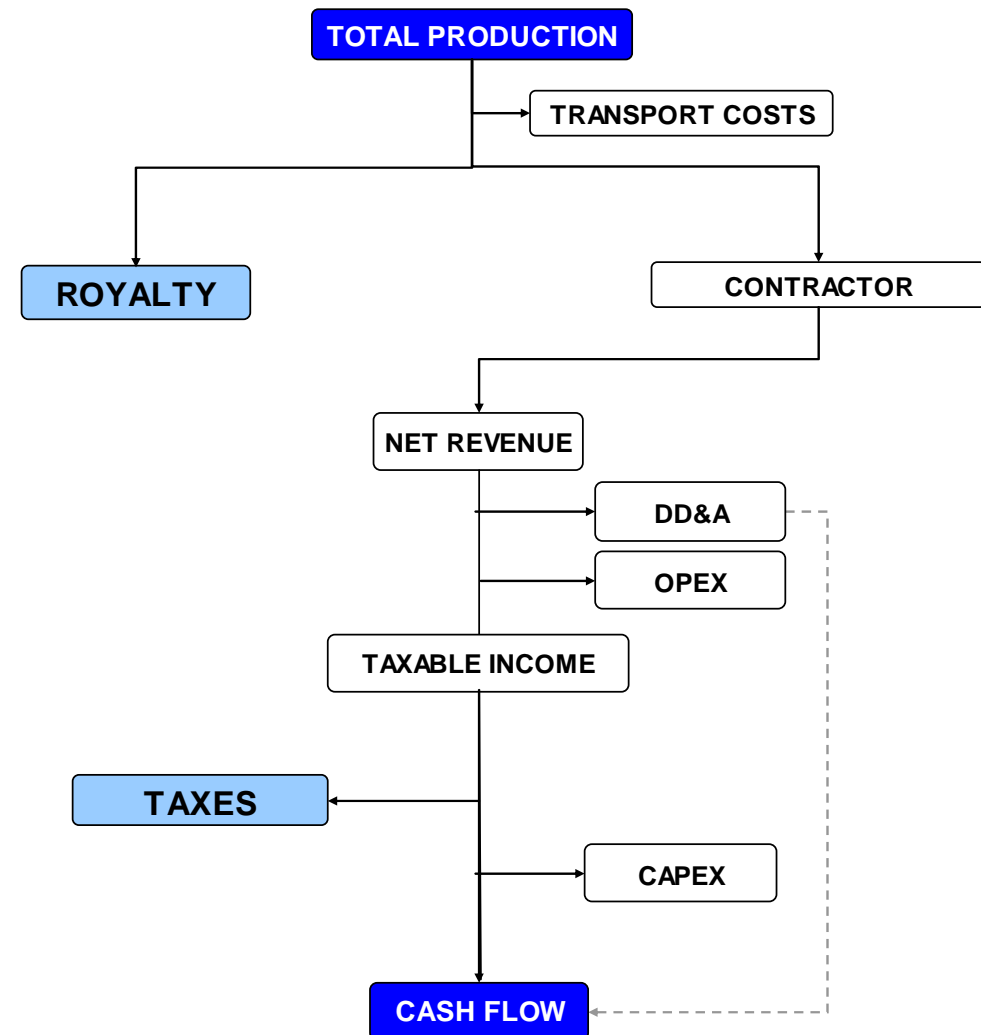 TOTAL PRODUCTION
TRANSPORT COSTS
ROYALTY
CONTRACTOR
NET REVENUE
DD&A
OPEX
TAXABLE INCOME
TAXES
CAPEX
CASH FLOW